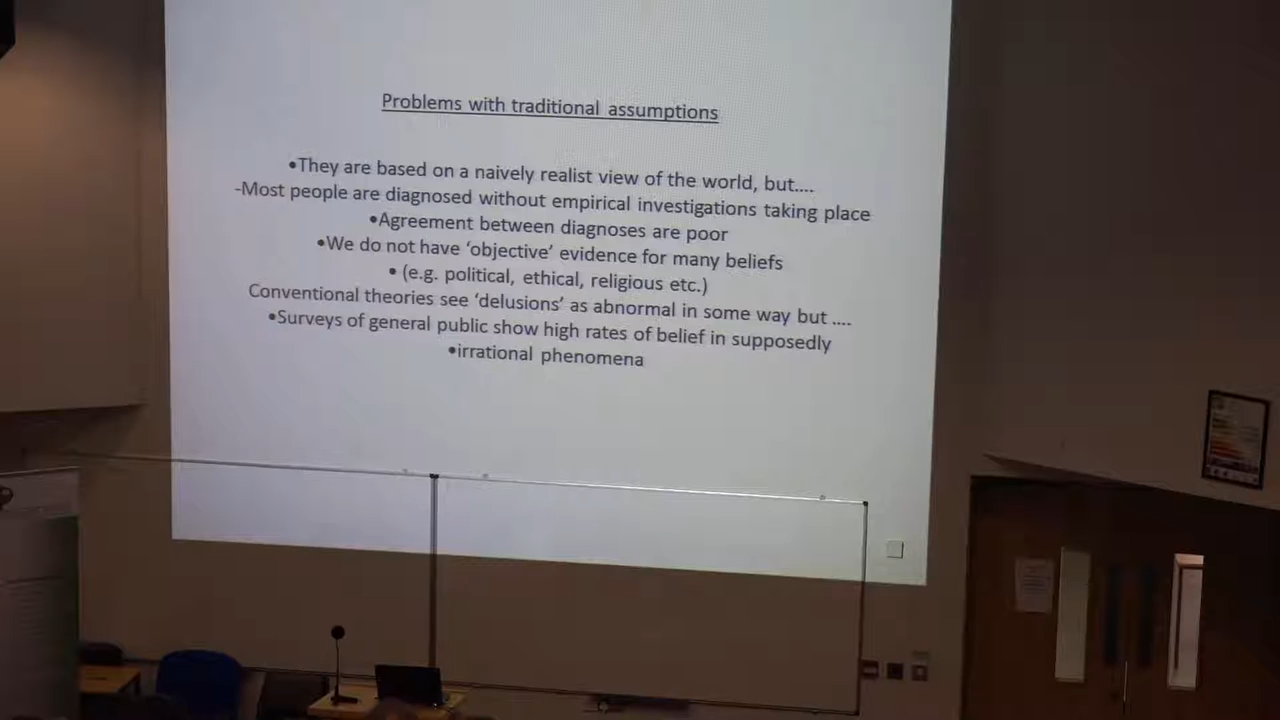 Problems with traditional assumptions
•They are based on a naively realist view of the world, but....
-Most people are diagnosed without empirical investigations taking place
•Agreement between diagnoses are poor
•We do not have ‘objective’ evidence for many beliefs
• (e.g. political, ethical, religious etc.)
Conventional theories see ‘delusions’ as abnormal in some way but ....
•Surveys of general public show high rates of belief in supposedly
•irrational phenomena